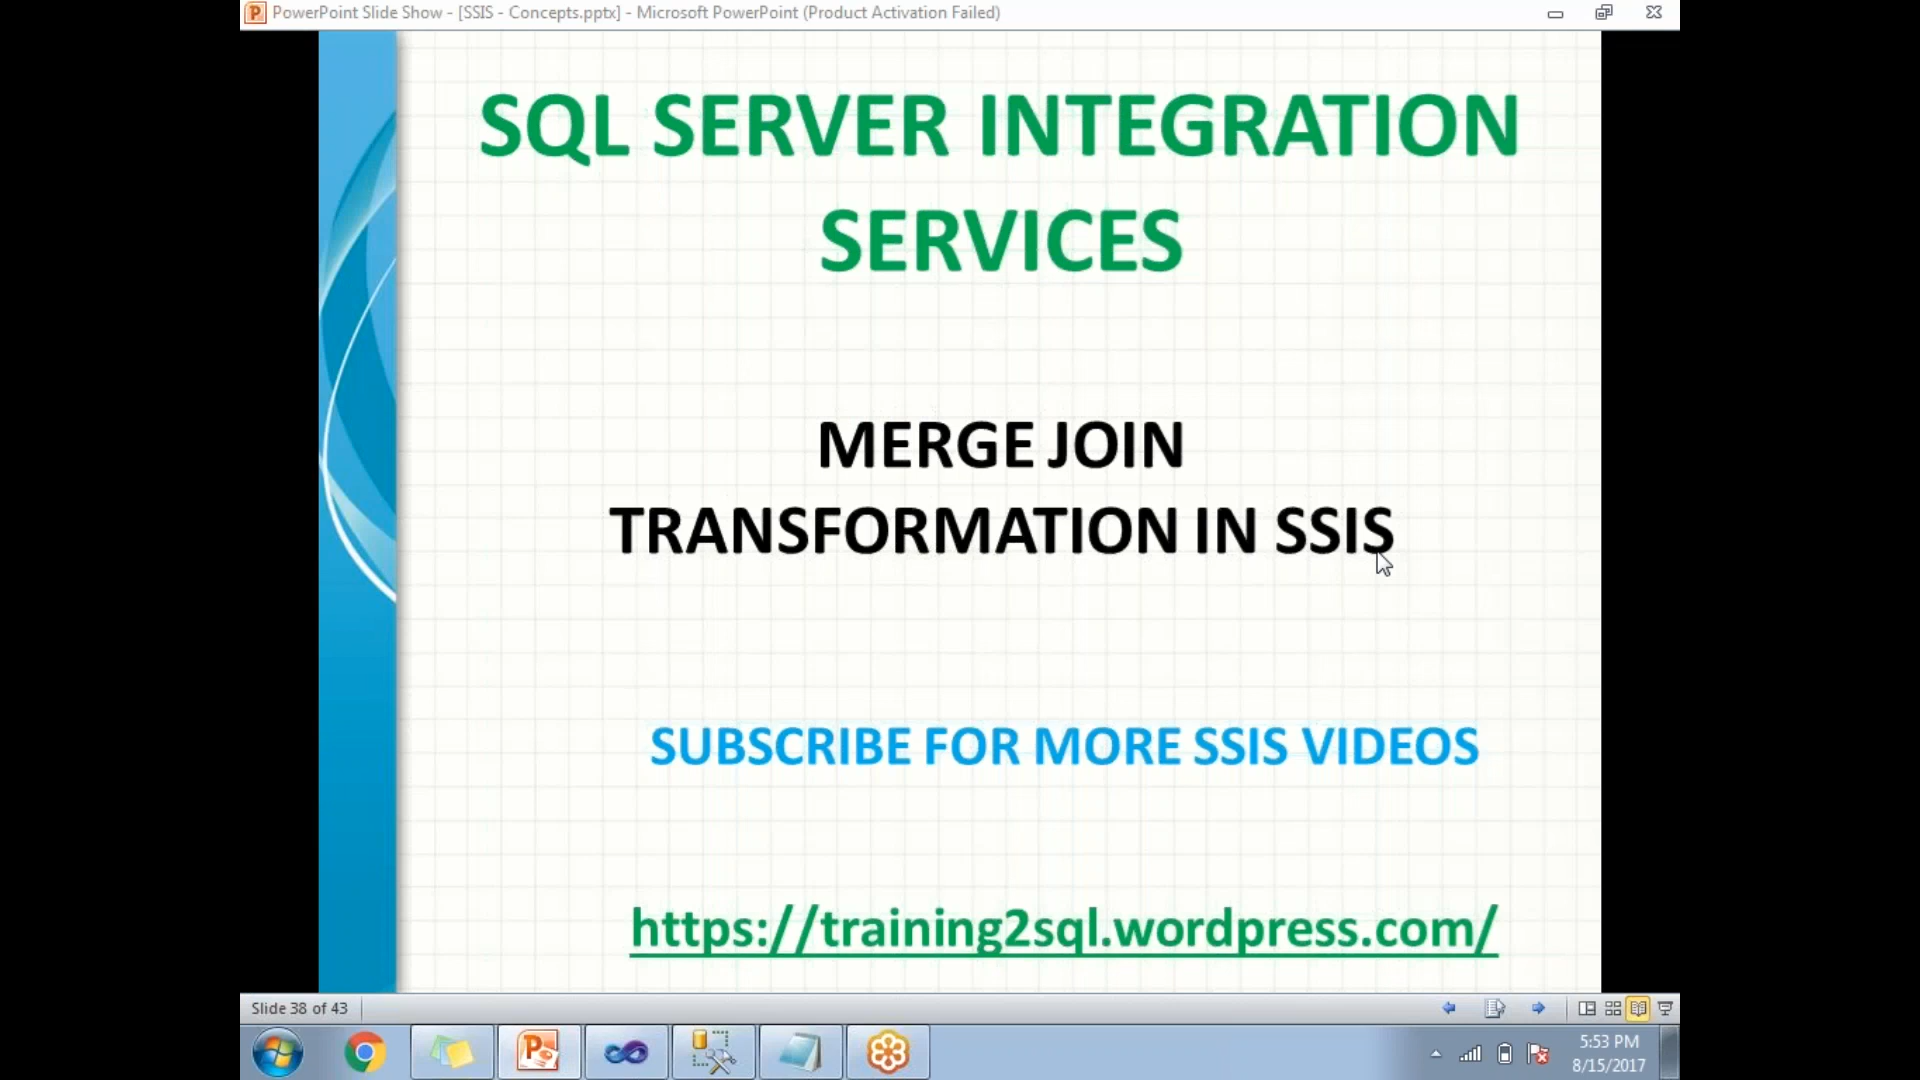 PowerPoint Slide Show - [SSIS - Concepts.pptx] - Microsoft PowerPoint (Product Activation Failed)
SQL SERVER INTEGRATION
SERVICES
MERGE JOIN
TRANSFORMATION IN SSIS
SUBSCRIBE FOR MORE SSIS VIDEOS
https://training2sql.wordpress.com/
Slide 38 of 43
5:53 PM
8/15/2017